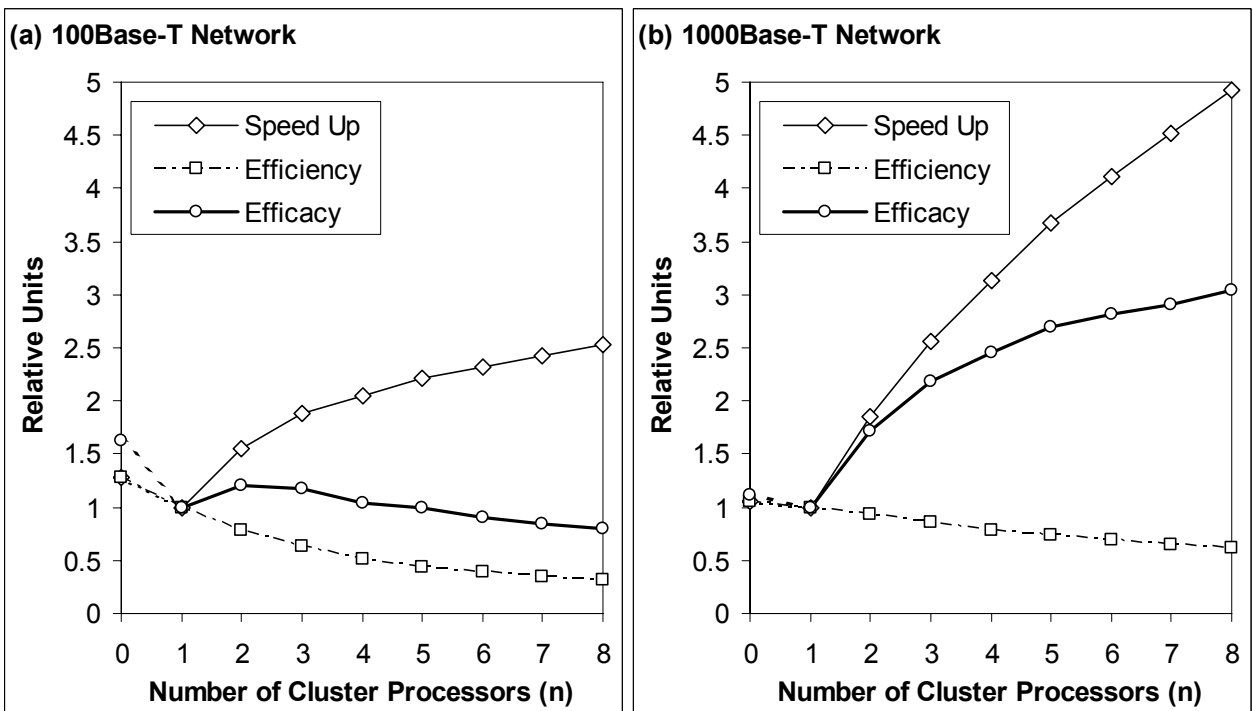 (a) 100Base-T Network
Relative Units
5
4.5
4
3.5
3
2.5
2
1.5
1
0.5
0
Speed Up
Efficiency
Efficacy
0 1 2 3 4 5 6 7 8
Number of Cluster Processors (n)
(b) 1000Base-T Network
Relative Units
5
4.5
4
3.5
3
2.5
2
1.5
1
0.5
0
Speed Up
Efficiency
Efficacy
0 1 2 3 4 5 6 7 8
Number of Cluster Processors (n)